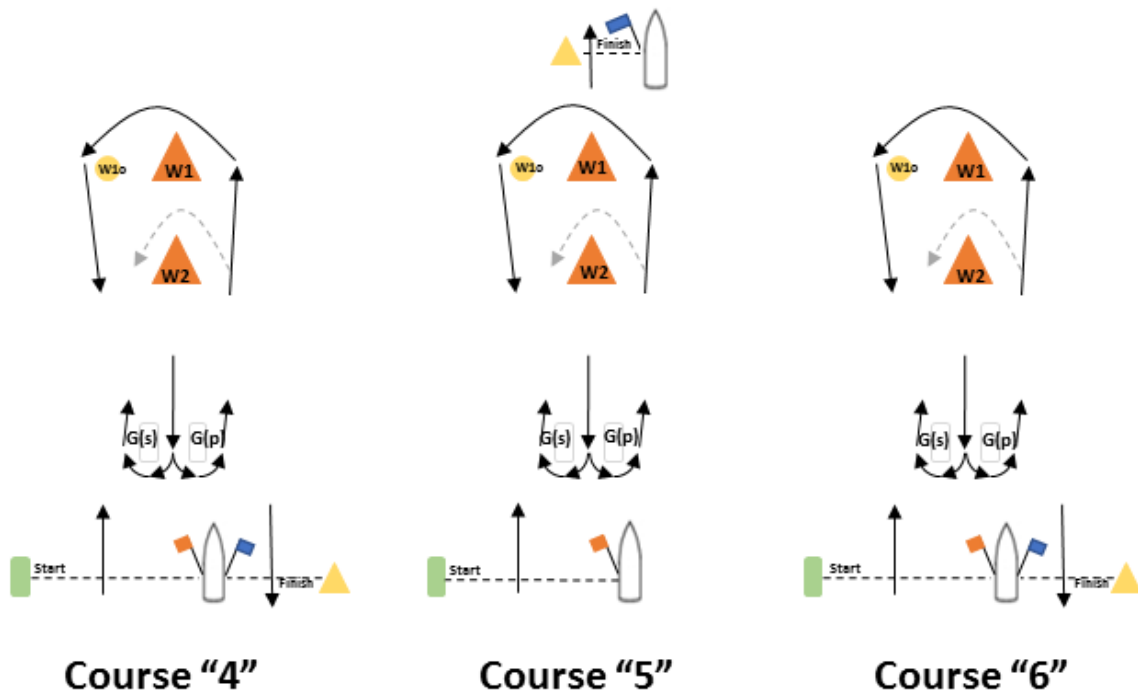 Finish
W1o W1
W2
G(s) G(p)
Start
Course “4”
W1o W1
W2
G(s) G(p)
Start
Finish
Course “5”
W1o W1
W2
G(s) G(p)
Start
Finish
Course “6”